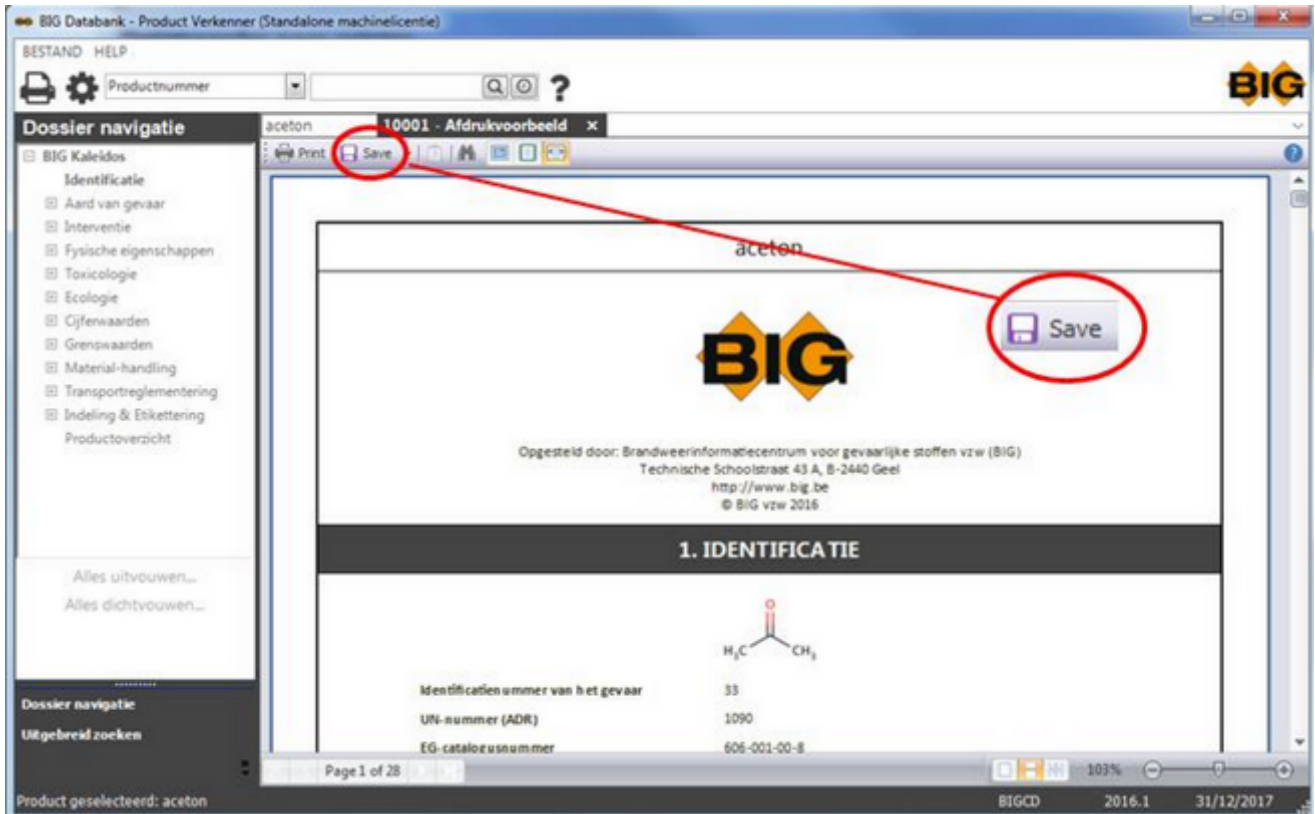 BIG Databank - Product Verkenner (Standalone machinelicentie)
BESTAND HELP
Productnummer
?
BIG
Dossier navigatie
aceton
10001 - Afdrukvoorbeeld ×
BIG Kaleidos
Identificatie
Aard van gevaar
Interventie
Fysische eigenschappen
Toxicologie
Ecologie
Cijferwaarden
Grenswaarden
Material-handling
Transportreglementering
Indeling & Etikettering
Productoverzicht
Alles uitvouwen...
Alles dichtvouwen...
Dossier navigatie
Uitgebreid zoeken
Print Save
?
aceton
Save
BIG
Opgesteld door: Brandweerinformatiecentrum voor gevaarlijke stoffen vzw (BIG)
Technische Schoolstraat 43 A, B-2440 Geel
http://www.big.be
© BIG vzw 2016
1. IDENTIFICATIE
O
H₃C CH₃
Identificatienummer van het gevaar 33
UN-nummer (ADR) 1090
EG-catalogusnummer 606-001-00-8
Page 1 of 28
103%
Product geselecteerd: aceton
BIGCD 2016.1 31/12/2017